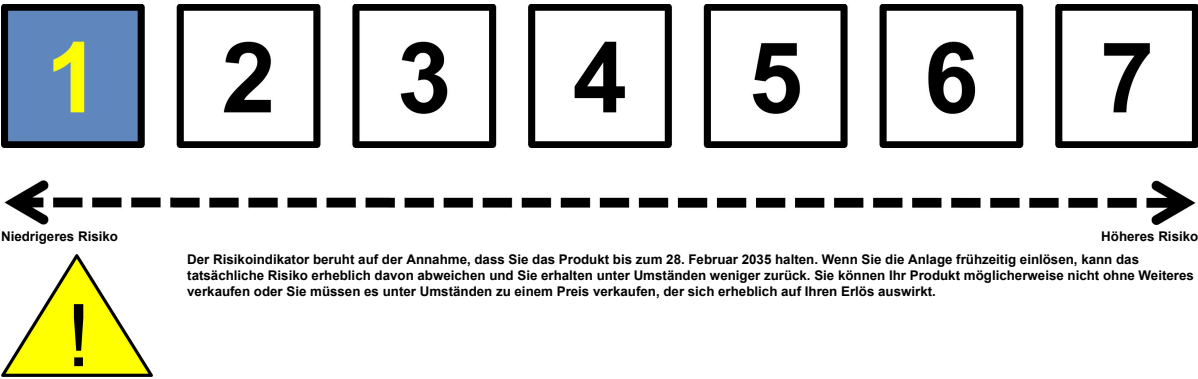 1 2 3 4 5 6 7
Niedrigeres Risiko Höheres Risiko
Der Risikoindikator beruht auf der Annahme, dass Sie das Produkt bis zum 28. Februar 2035 halten. Wenn Sie die Anlage frühzeitig einlösen, kann das
tatsächliche Risiko erheblich davon abweichen und Sie erhalten unter Umständen weniger zurück. Sie können Ihr Produkt möglicherweise nicht ohne Weiteres
verkaufen oder Sie müssen es unter Umständen zu einem Preis verkaufen, der sich erheblich auf Ihren Erlös auswirkt.
!